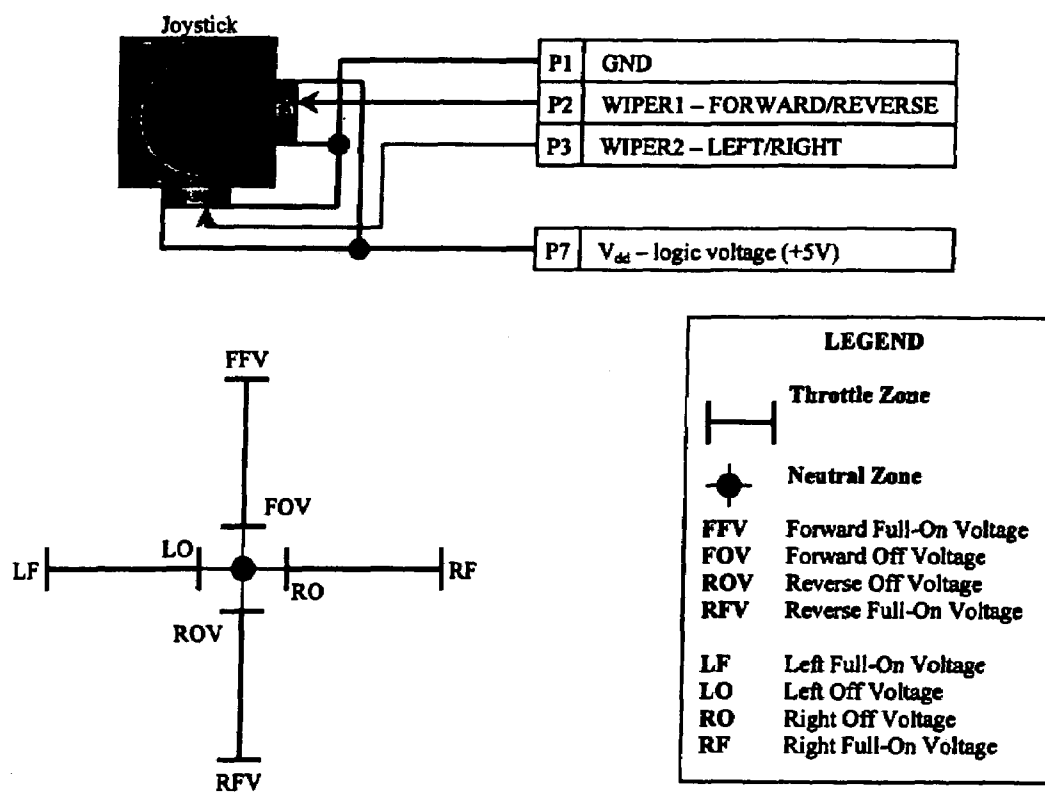 Joystick
P1 GND
P2 WIPER1 – FORWARD/REVERSE
P3 WIPER2 – LEFT/RIGHT
P7 Vdd – logic voltage (+5V)
FFV
FOV
LO
LF
RF
RO
ROV
RFV
LEGEND
Throttle Zone
Neutral Zone
FFV Forward Full-On Voltage
FOV Forward Off Voltage
ROV Reverse Off Voltage
RFV Reverse Full-On Voltage
LF Left Full-On Voltage
LO Left Off Voltage
RO Right Off Voltage
RF Right Full-On Voltage